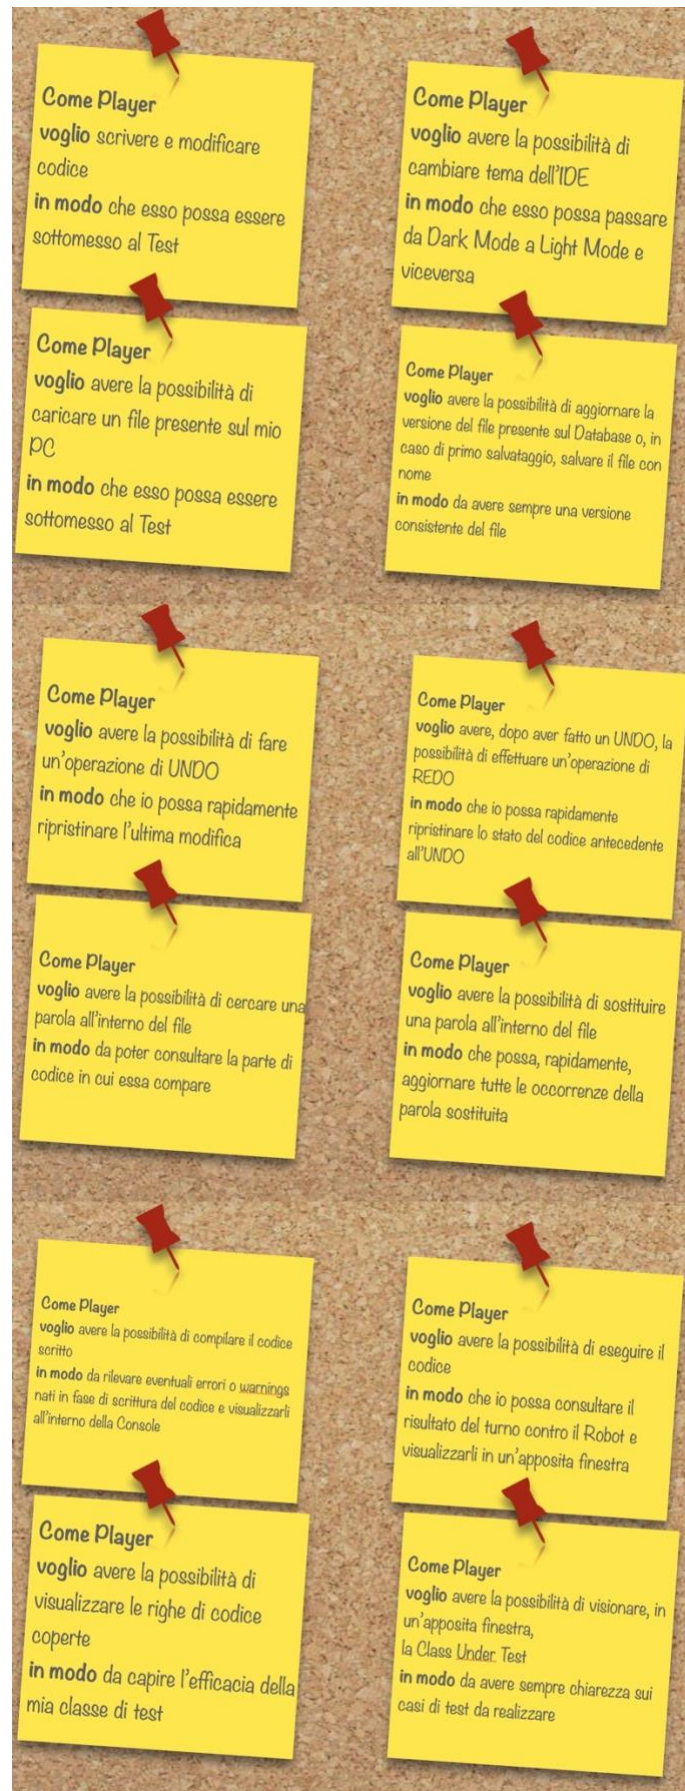 Come Player
voglio scrivere e modificare
codice
in modo che esso possa essere
sottomesso al Test
Come Player
voglio avere la possibilità di
cambiare tema dell'IDE
in modo che esso possa passare
da Dark Mode a Light Mode e
viceversa
Come Player
voglio avere la possibilità di
caricare un file presente sul mio
PC
in modo che esso possa essere
sottomesso al Test
Come Player
voglio avere la possibilità di aggiornare la
versione del file presente sul Database o, in
caso di primo salvataggio, salvare il file con
nome
in modo da avere sempre una versione
consistente del file
Come Player
voglio avere la possibilità di fare
un'operazione di UNDO
in modo che io possa rapidamente
ripristinare l'ultima modifica
Come Player
voglio avere, dopo aver fatto un UNDO, la
possibilità di effettuare un'operazione di
REDO
in modo che io possa rapidamente
ripristinare lo stato del codice antecedente
all'UNDO
Come Player
voglio avere la possibilità di cercare una
parola all'interno del file
in modo da poter consultare la parte di
codice in cui essa compare
Come Player
voglio avere la possibilità di sostituire
una parola all'interno del file
in modo che possa, rapidamente,
aggiornare tutte le occorrenze della
parola sostituita
Come Player
voglio avere la possibilità di compilare il codice
scritto
in modo da rilevare eventuali errori o warnings
nati in fase di scrittura del codice e visualizzarli
all'interno della Console
Come Player
voglio avere la possibilità di eseguire il
codice
in modo che io possa consultare il
risultato del turno contro il Robot e
visualizzarli in un'apposita finestra
Come Player
voglio avere la possibilità di
visualizzare le righe di codice
coperte
in modo da capire l'efficacia della
mia classe di test
Come Player
voglio avere la possibilità di visionare, in
un'apposita finestra,
la Class Under Test
in modo da avere sempre chiarezza sui
casi di test da realizzare